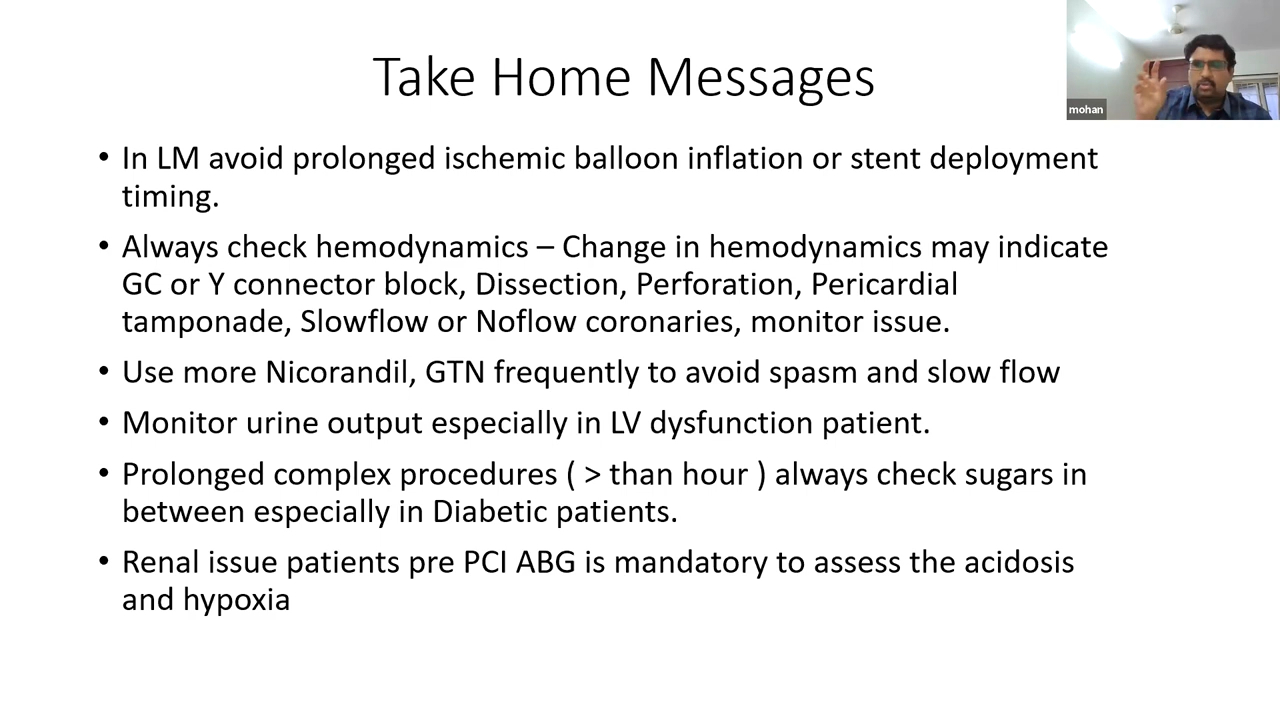 Take Home Messages
mohan
• In LM avoid prolonged ischemic balloon inflation or stent deployment
timing.
• Always check hemodynamics – Change in hemodynamics may indicate
GC or Y connector block, Dissection, Perforation, Pericardial
tamponade, Slowflow or Noflow coronaries, monitor issue.
• Use more Nicorandil, GTN frequently to avoid spasm and slow flow
• Monitor urine output especially in LV dysfunction patient.
• Prolonged complex procedures ( > than hour ) always check sugars in
between especially in Diabetic patients.
• Renal issue patients pre PCI ABG is mandatory to assess the acidosis
and hypoxia